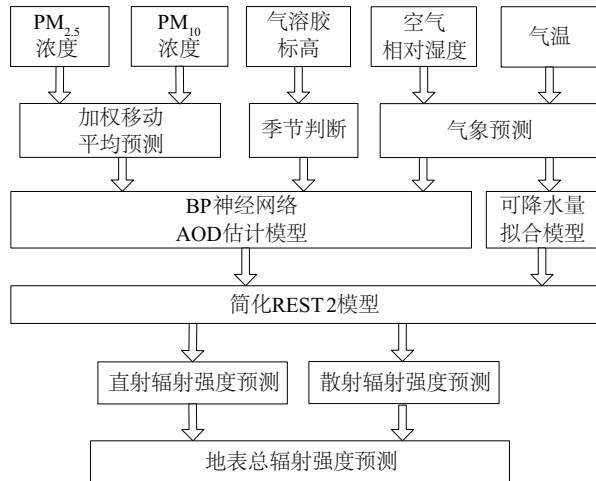 PM2.5
浓度
PM10
浓度
气溶胶
标高
空气
相对湿度
气温
加权移动
平均预测
季节判断
气象预测
BP神经网络
AOD估计模型
可降水量
拟合模型
简化REST2模型
直射辐射强度预测
散射辐射强度预测
地表总辐射强度预测